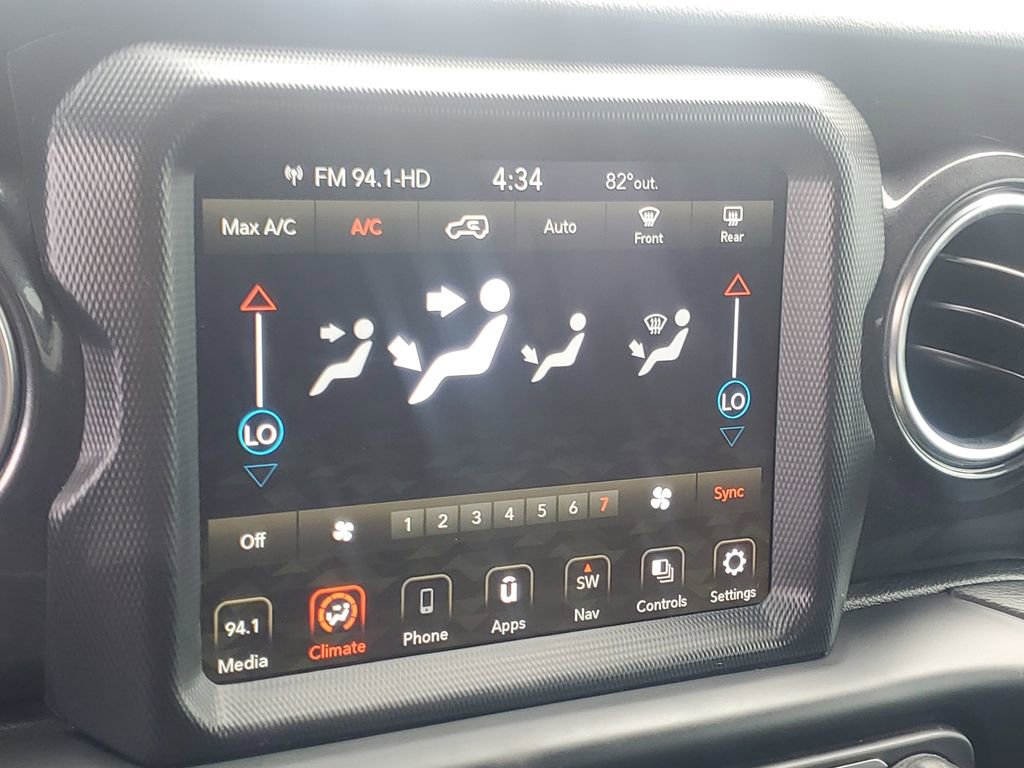 FM 94.1-HD 4:34 82°out.
Max A/C A/C Auto Front Rear
LO LO
Off 1 2 3 4 5 6 7 Sync
94.1 SW
Media Climate Phone Apps Nav Controls Settings